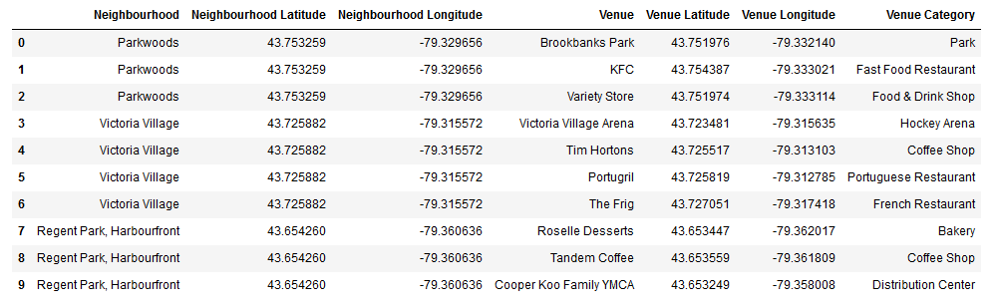 Neighbourhood Neighbourhood Latitude Neighbourhood Longitude Venue Venue Latitude Venue Longitude Venue Category
0 Parkwoods 43.753259 -79.329656 Brookbanks Park 43.751976 -79.332140 Park
1 Parkwoods 43.753259 -79.329656 KFC 43.754387 -79.333021 Fast Food Restaurant
2 Parkwoods 43.753259 -79.329656 Variety Store 43.751974 -79.333114 Food & Drink Shop
3 Victoria Village 43.725882 -79.315572 Victoria Village Arena 43.723481 -79.315635 Hockey Arena
4 Victoria Village 43.725882 -79.315572 Tim Hortons 43.725517 -79.313103 Coffee Shop
5 Victoria Village 43.725882 -79.315572 Portugril 43.725819 -79.312785 Portuguese Restaurant
6 Victoria Village 43.725882 -79.315572 The Frig 43.727051 -79.317418 French Restaurant
7 Regent Park, Harbourfront 43.654260 -79.360636 Roselle Desserts 43.653447 -79.362017 Bakery
8 Regent Park, Harbourfront 43.654260 -79.360636 Tandem Coffee 43.653559 -79.361809 Coffee Shop
9 Regent Park, Harbourfront 43.654260 -79.360636 Cooper Koo Family YMCA 43.653249 -79.358008 Distribution Center